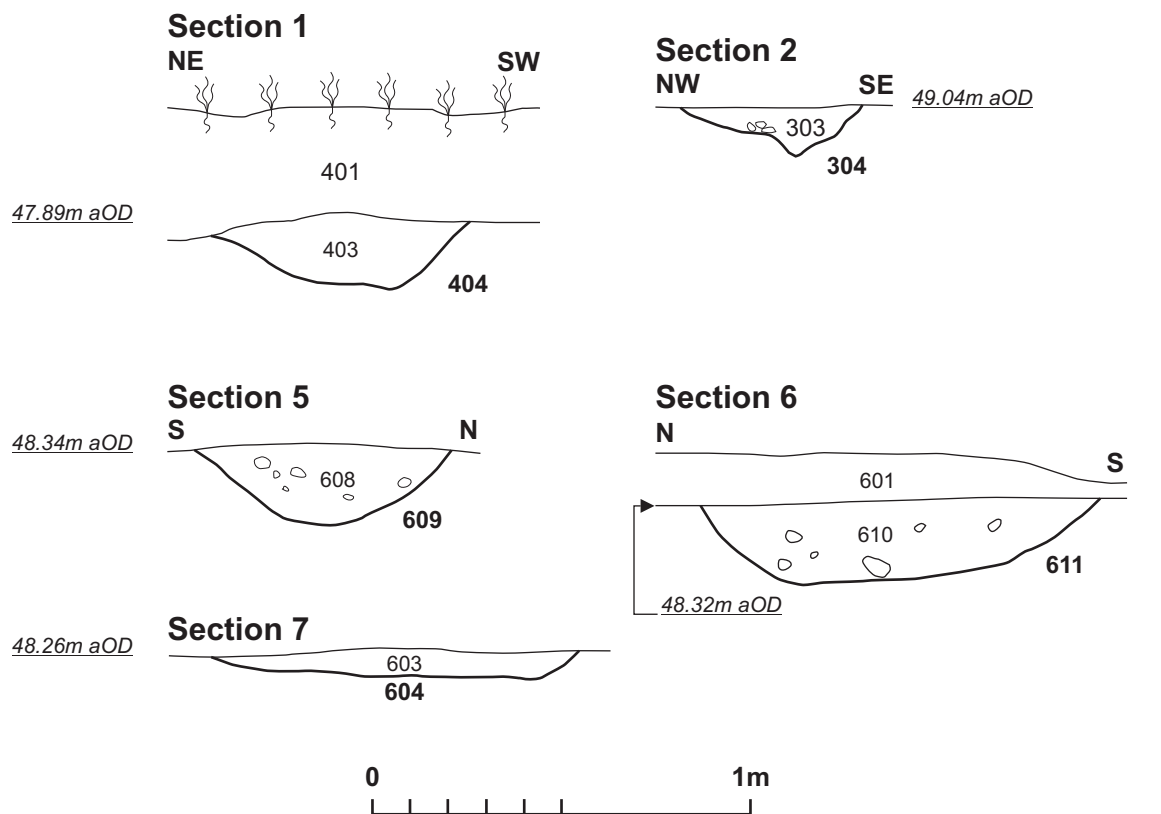 Section 1
NE SW
401
47.89m aOD
403
404
Section 2
NW SE
49.04m aOD
303
304
Section 5
S N
48.34m aOD
608
609
Section 6
N
S
601
610
611
48.32m aOD
Section 7
48.26m aOD
603
604
0 1m